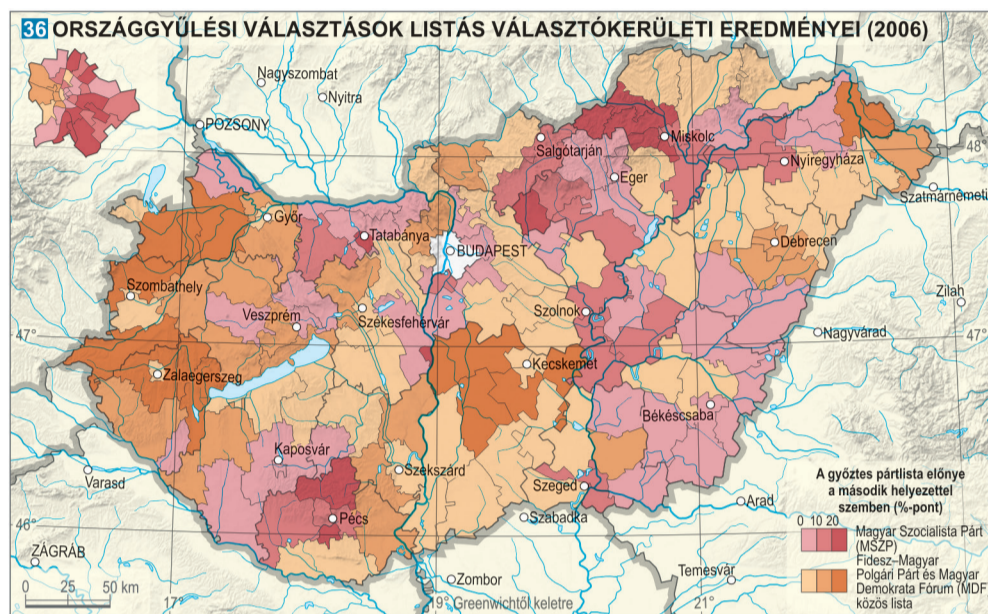 36 ORSZÁGGYŰLÉSI VÁLASZTÁSOK LISTÁS VÁLASZTÓKERÜLETI EREDMÉNYEI (2006)
Nagyszombat
Nyitra
POZSONY
Salgótarján
Miskolc
48°
Eger
Nyíregyháza
Szatmárnémeti
Győr
Tatabánya
BUDAPEST
Debrecen
Szombathely
Veszprém
Székesfehérvár
Szolnok
Zilah
47°
47°
Nagyvárad
Zalaegerszeg
Kecskemét
Békéscsaba
Kaposvár
Szekszárd
Varasd
Szeged
Arad
46°
Pécs
Szabadka
ZÁGRÁB
Zombor
Temesvár
0 25 50 km
17°
19°
Greenwichtől keletre
21°
A győztes pártlista előnye
a második helyezettel
szemben (%-pont)
0 10 20
Magyar Szocialista Párt
(MSZP)
Fidesz–Magyar
Polgári Párt és Magyar
Demokrata Fórum (MDF
közös lista